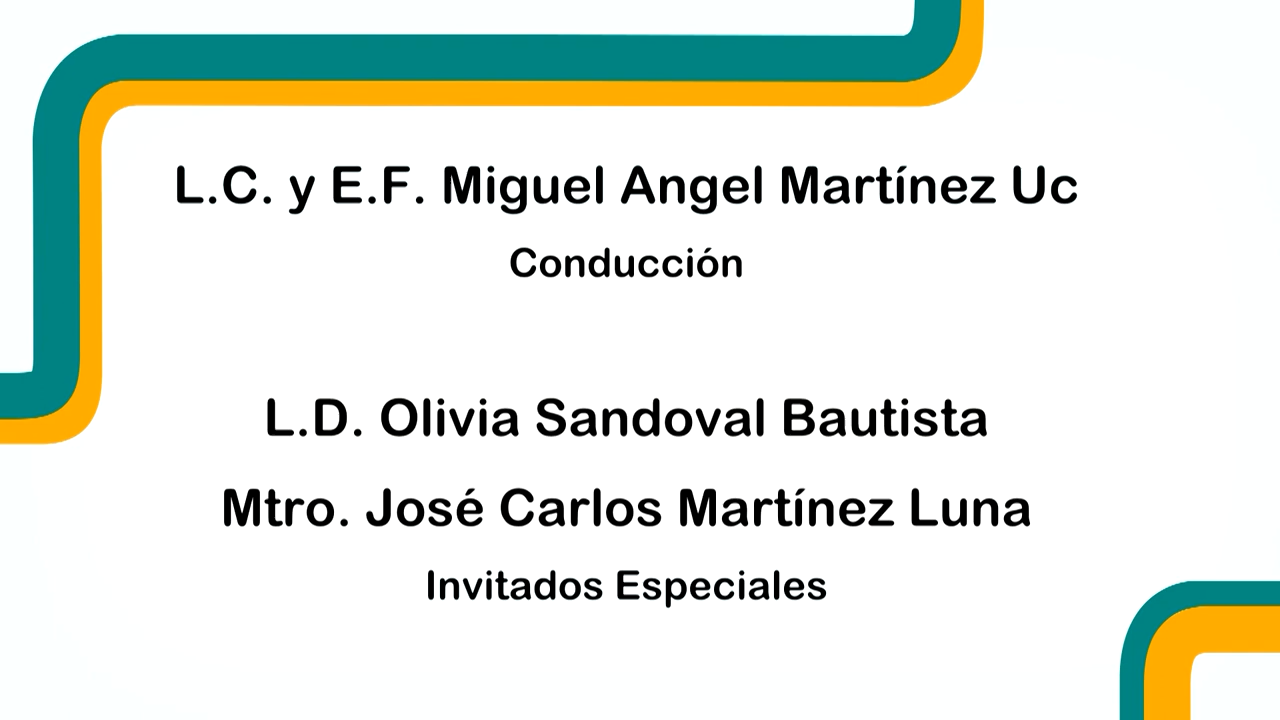 L.C. y E.F. Miguel Angel Martínez Uc
Conducción
L.D. Olivia Sandoval Bautista
Mtro. José Carlos Martínez Luna
Invitados Especiales